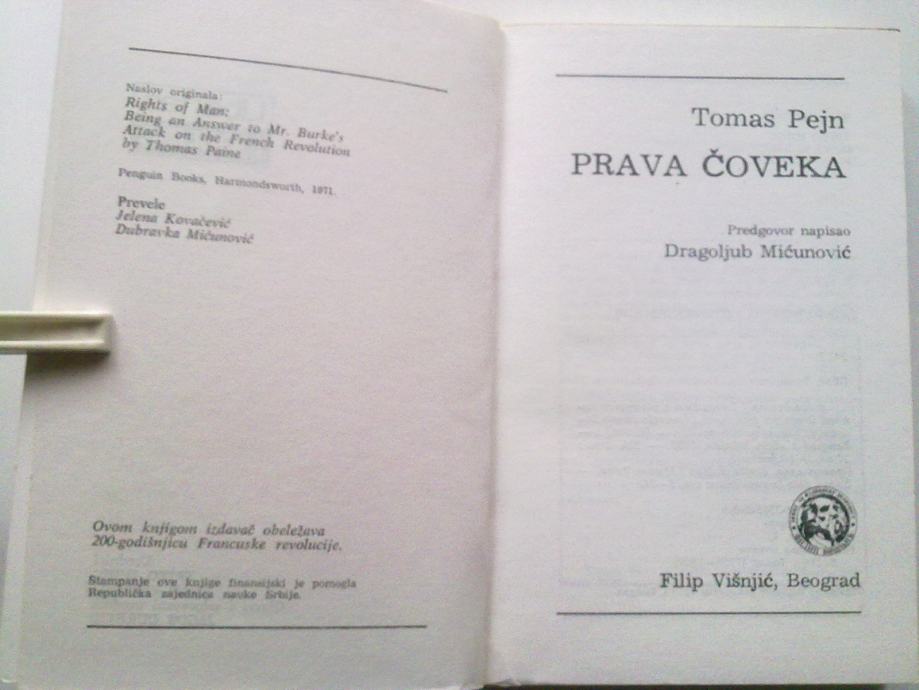 Naslov originala:
Rights of Man:
Being an Answer to Mr. Burke's
Attack on the French Revolution
by Thomas Paine
Penguin Books, Harmondsworth, 1971.
Prevele
Jelena Kovačević
Dubravka Mićunović
Ovom knjigom izdavač obeležava
200-godišnjicu Francuske revolucije.
Štampanje ove knjige finansijski je pomogla
Republička zajednica nauke Srbije.
Tomas Pejn
PRAVA ČOVEKA
Predgovor napisao
Dragoljub Mićunović
Filip Višnjić, Beograd